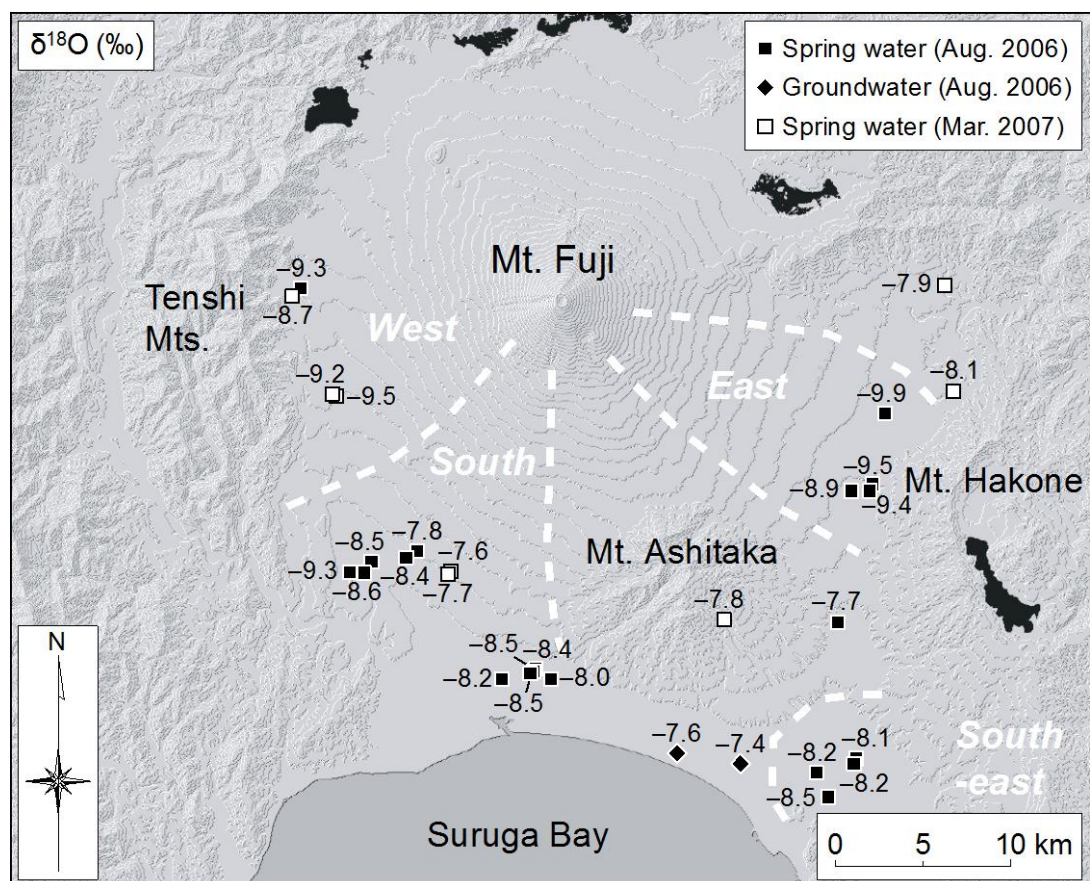 δ¹⁸O (‰)
Spring water (Aug. 2006)
Groundwater (Aug. 2006)
Spring water (Mar. 2007)
Mt. Fuji
–9.3
Tenshi
–8.7
Mts.
–7.9
West
–9.2
–9.5
East
–8.1
–9.9
South
–9.5
Mt. Hakone
–8.9
–9.4
–7.8
–8.5
–7.6
–9.3
–8.6
–8.4
–7.7
Mt. Ashitaka
–7.8
–7.7
N
–8.5
–8.4
–8.2
–8.0
–8.5
–7.6
–7.4
–8.1
–8.2
–8.2
–8.5
South
-east
Suruga Bay
0 5 10 km